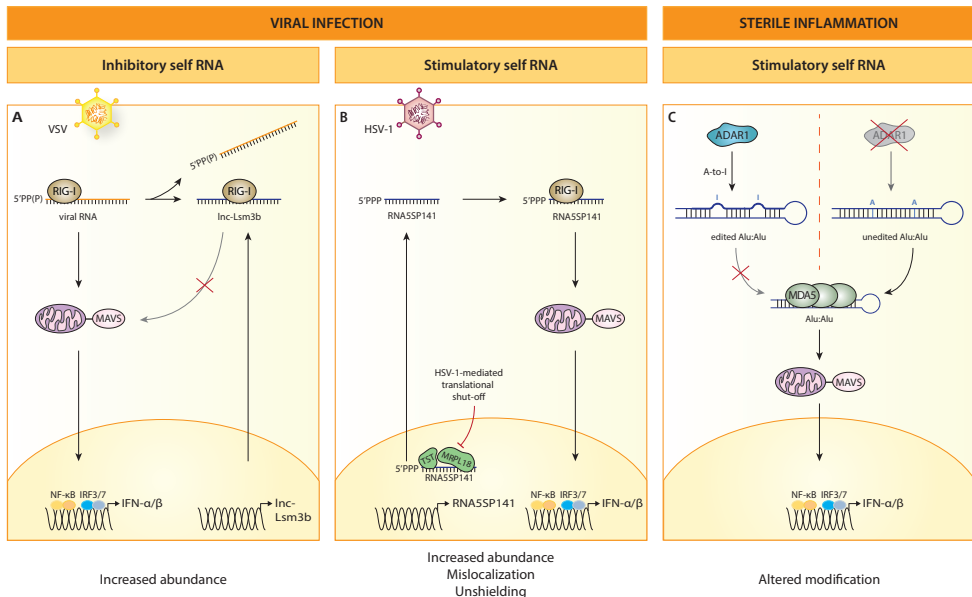 VIRAL INFECTION
STERILE INFLAMMATION
Inhibitory self RNA
Stimulatory self RNA
Stimulatory self RNA
A
VSV
5'PP(P)
RIG-I
viral RNA
5'PP(P)
RIG-I
lnc-Lsm3b
MAVS
NF-κB
IRF3/7
IFN-α/β
lnc-
Lsm3b
Increased abundance
B
HSV-1
5'PPP
RNA5SP141
5'PPP
RIG-I
RNA5SP141
MAVS
HSV-1-mediated
translational
shut-off
5'PPP
TST
MRPL18
RNA5SP141
RNA5SP141
NF-κB
IRF3/7
IFN-α/β
Increased abundance
Mislocalization
Unshielding
C
ADAR1
ADAR1
A-to-I
I
I
A
A
edited Alu:Alu
unedited Alu:Alu
MDA5
Alu:Alu
MAVS
NF-κB
IRF3/7
IFN-α/β
Altered modification